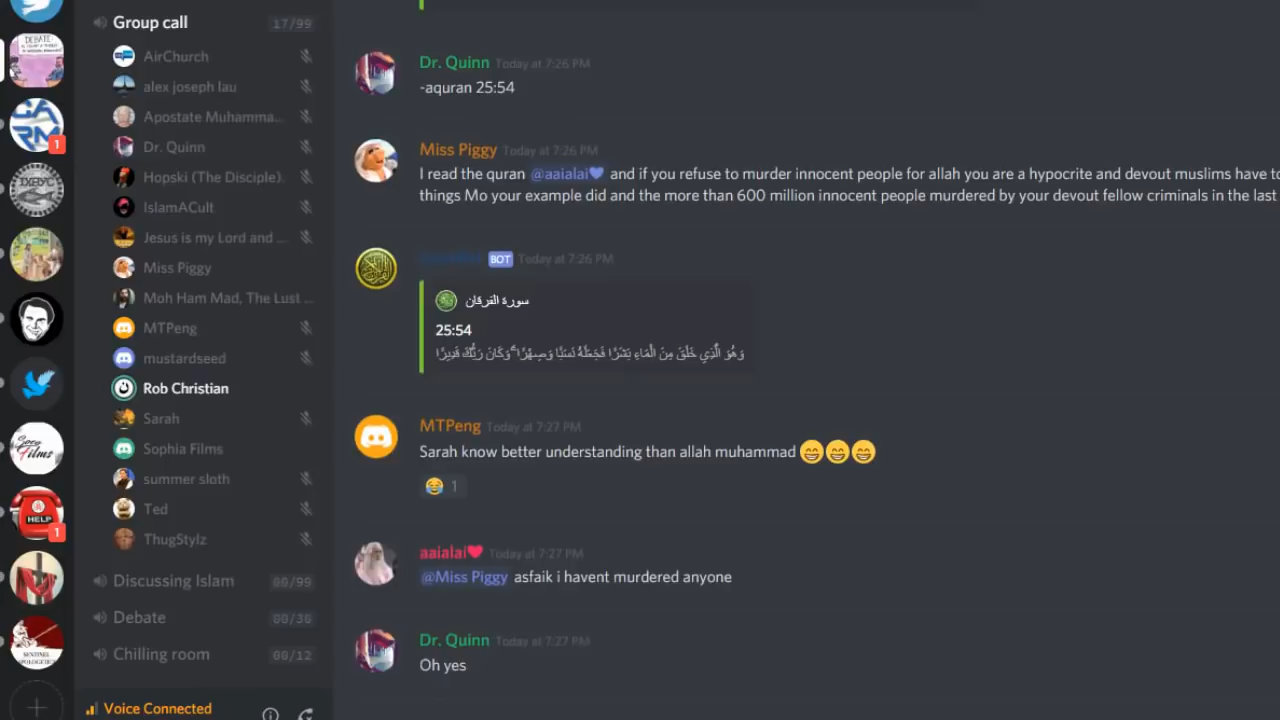 Group call 17/99
AirChurch
alex joseph lau
Apostate Muhamma...
Dr. Quinn
Hopski (The Disciple).
IslamACult
Jesus is my Lord and ...
Miss Piggy
Moh Ham Mad, The Lust ...
MTPeng
mustardseed
Rob Christian
Sarah
Sophia Films
summer sloth
Ted
ThugStylz
Discussing Islam 00/99
Debate 00/30
Chilling room 00/12
Voice Connected
DEBATE
1
HELP
1
Dr. Quinn Today at 7:26 PM
-aquran 25:54
Miss Piggy Today at 7:26 PM
I read the quran @aaialai and if you refuse to murder innocent people for allah you are a hypocrite and devout muslims have to
things Mo your example did and the more than 600 million innocent people murdered by your devout fellow criminals in the last
BOT Today at 7:26 PM
سورة الفرقان
25:54
وَهُوَ الَّذِي خَلَقَ مِنَ الْمَاءِ بَشَرًا فَجَعَلَهُ نَسَبًا وَصِهْرًا ۗ وَكَانَ رَبُّكَ قَدِيرًا
MTPeng Today at 7:27 PM
Sarah know better understanding than allah muhammad 😁😁😁
😂 1
aaialai Today at 7:27 PM
@Miss Piggy asfaik i havent murdered anyone
Dr. Quinn Today at 7:27 PM
Oh yes